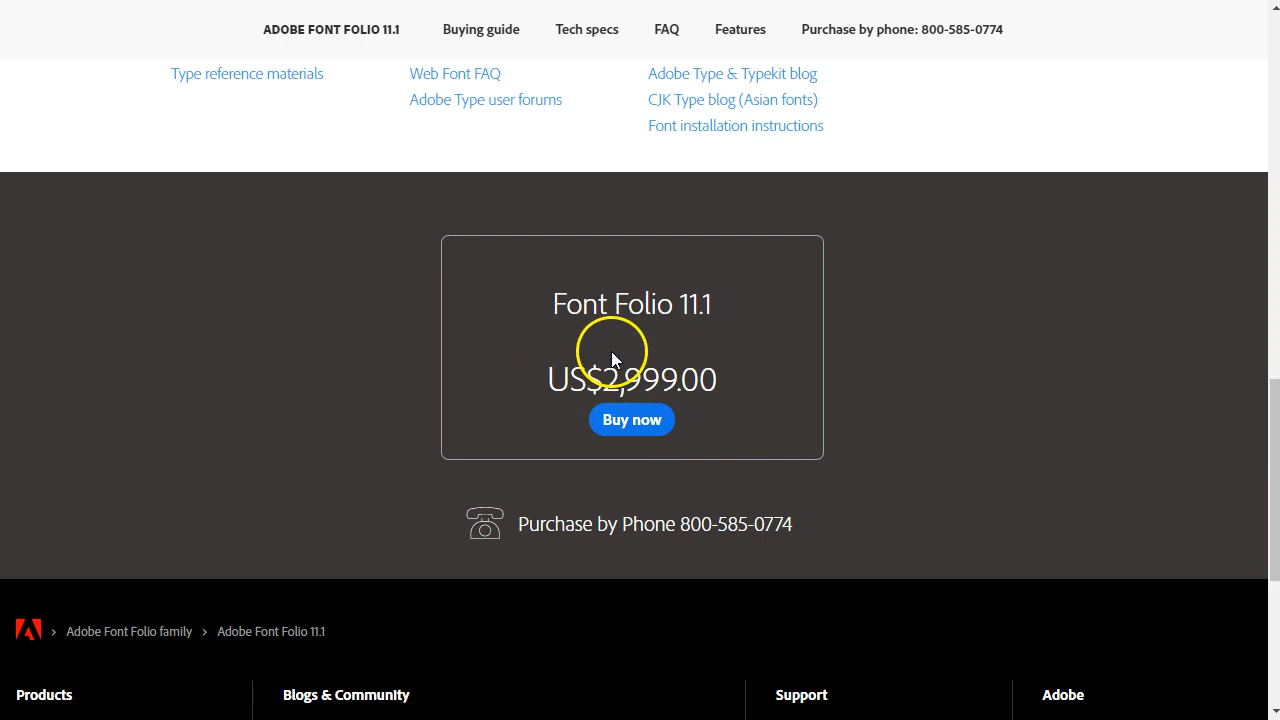 ADOBE FONT FOLIO 11.1 Buying guide Tech specs FAQ Features Purchase by phone: 800-585-0774
Type reference materials Web Font FAQ Adobe Type & Typekit blog
Adobe Type user forums CJK Type blog (Asian fonts)
Font installation instructions
Font Folio 11.1
US$2,999.00
Buy now
Purchase by Phone 800-585-0774
> Adobe Font Folio family > Adobe Font Folio 11.1
Products Blogs & Community Support Adobe